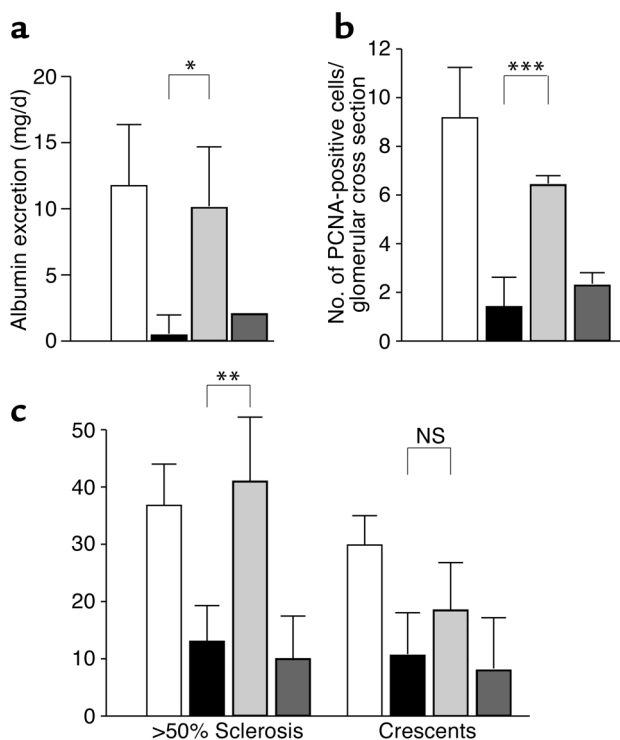 a
Albumin excretion (mg/d)
20
15
10
5
0
*
b
No. of PCNA-positive cells/
glomerular cross section
12
10
8
6
4
2
0
***
c
50
40
30
20
10
0
**
NS
>50% Sclerosis
Crescents